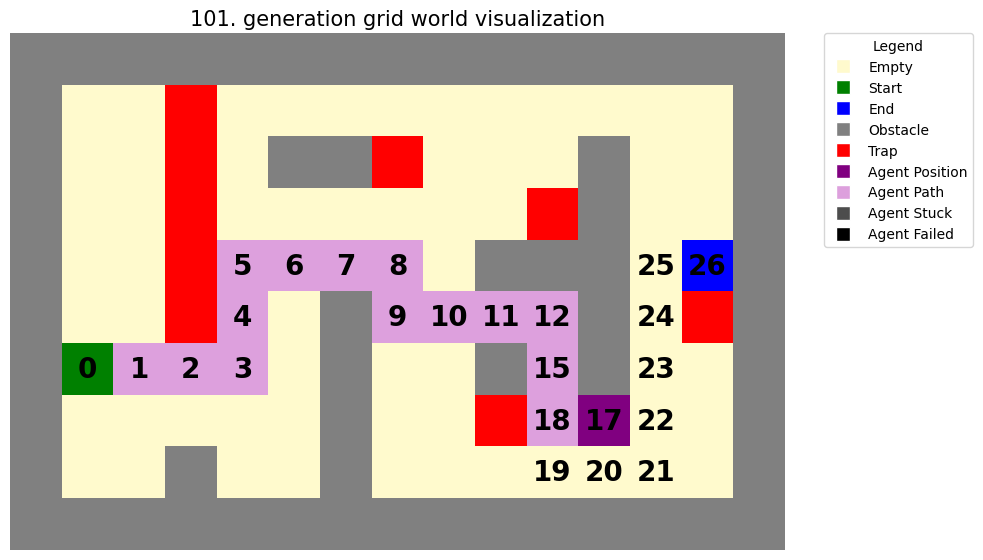 101. generation grid world visualization
Legend
Empty
Start
End
Obstacle
Trap
Agent Position
Agent Path
Agent Stuck
Agent Failed
5 6 7 8 25 26
4 9 10 11 12 24
0 1 2 3 15 23
18 17 22
19 20 21